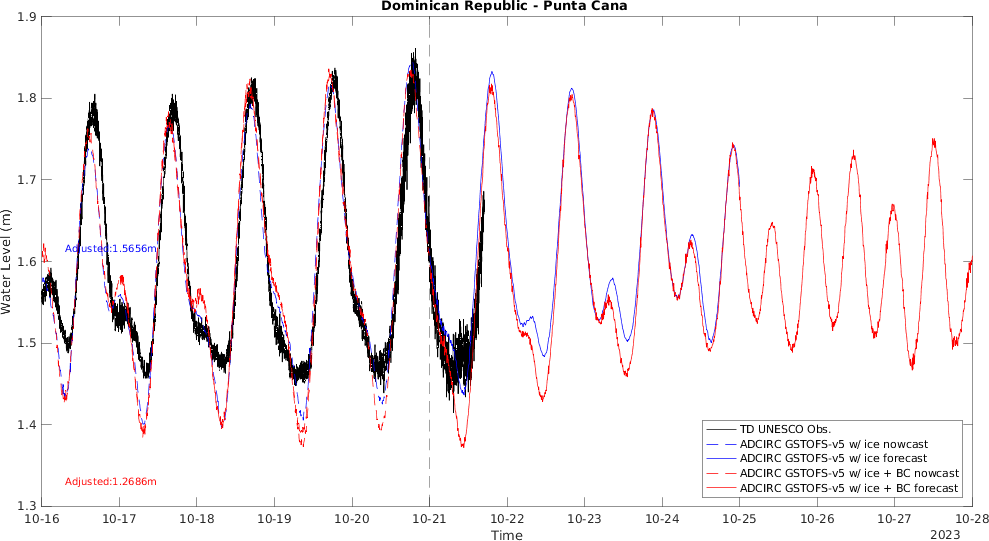 Dominican Republic - Punta Cana
1.9
1.8
1.7
1.6
1.5
1.4
1.3
Water Level (m)
Adjusted:1.5656m
Adjusted:1.2686m
TD UNESCO Obs.
ADCIRC GSTOFS-v5 w/ ice nowcast
ADCIRC GSTOFS-v5 w/ ice forecast
ADCIRC GSTOFS-v5 w/ ice + BC nowcast
ADCIRC GSTOFS-v5 w/ ice + BC forecast
10-16 10-17 10-18 10-19 10-20 10-21 10-22 10-23 10-24 10-25 10-26 10-27 10-28
Time
2023